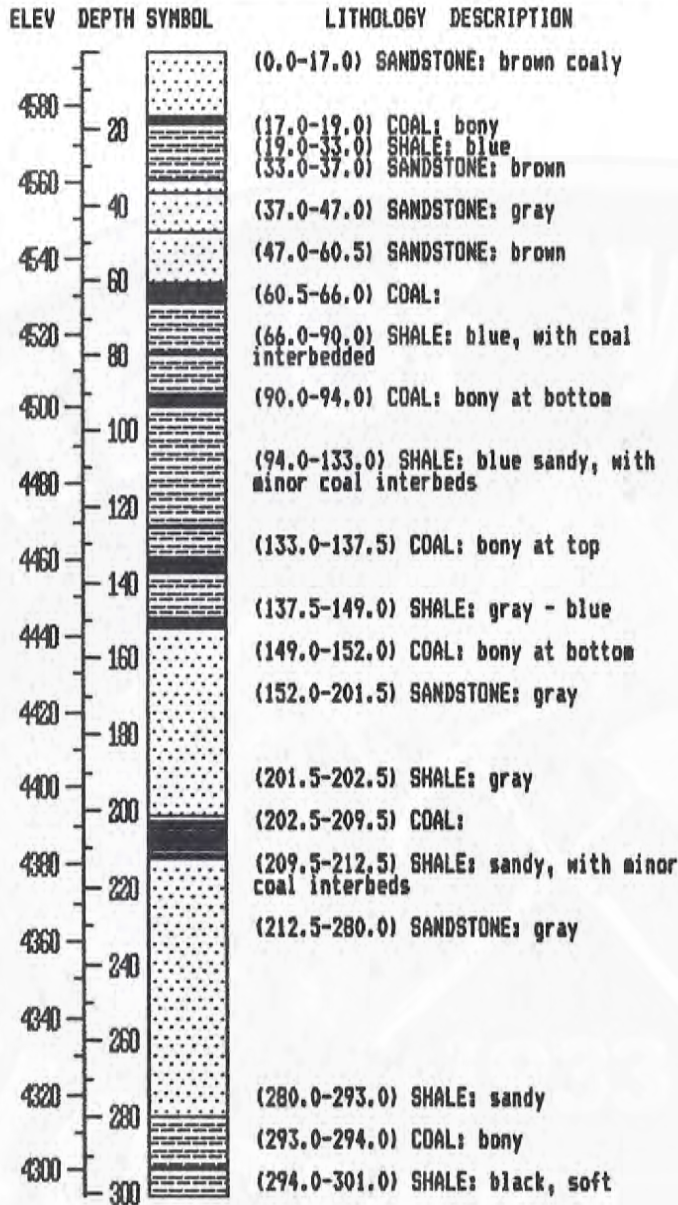 ELEV DEPTH SYMBOL LITHOLOGY DESCRIPTION
(0.0-17.0) SANDSTONE: brown coaly
4580
20
(17.0-19.0) COAL: bony
(19.0-33.0) SHALE: blue
(33.0-37.0) SANDSTONE: brown
4560
40
(37.0-47.0) SANDSTONE: gray
(47.0-60.5) SANDSTONE: brown
4540
60
(60.5-66.0) COAL:
4520
(66.0-90.0) SHALE: blue, with coal
interbedded
80
(90.0-94.0) COAL: bony at bottom
4500
100
(94.0-133.0) SHALE: blue sandy, with
minor coal interbeds
4480
120
(133.0-137.5) COAL: bony at top
4460
140
(137.5-149.0) SHALE: gray - blue
4440
(149.0-152.0) COAL: bony at bottom
160
(152.0-201.5) SANDSTONE: gray
4420
180
(201.5-202.5) SHALE: gray
4400
200
(202.5-209.5) COAL:
4380
(209.5-212.5) SHALE: sandy, with minor
coal interbeds
220
(212.5-280.0) SANDSTONE: gray
4360
240
4340
260
4320
(280.0-293.0) SHALE: sandy
280
(293.0-294.0) COAL: bony
4300
(294.0-301.0) SHALE: black, soft
300